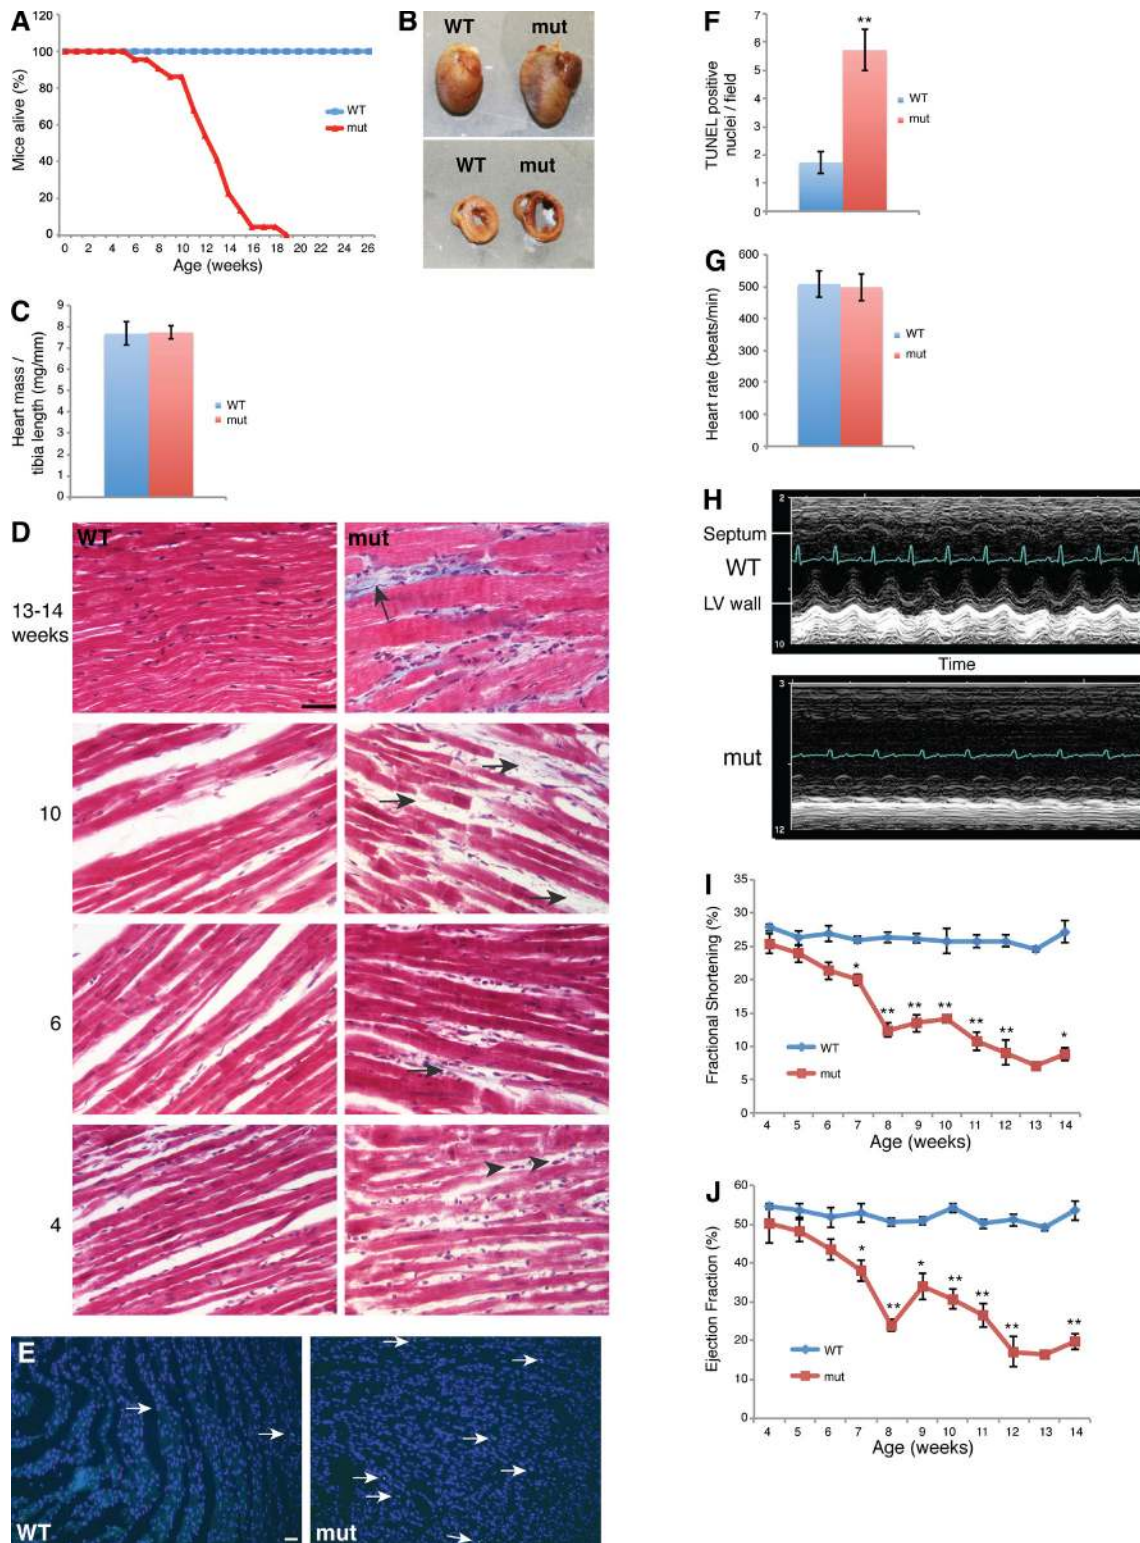 A
Mice alive (%)
120
100
80
60
40
20
0
WT
mut
0 2 4 6 8 10 12 14 16 18 20 22 24 26
Age (weeks)
B
WT mut
WT mut
C
Heart mass /
tibia length (mg/mm)
9
8
7
6
5
4
3
2
1
0
WT
mut
D
WT mut
13-14
weeks
10
6
4
E
WT mut
F
TUNEL positive
nuclei / field
7
6
5
4
3
2
1
0
**
WT
mut
G
Heart rate (beats/min)
600
500
400
300
200
100
0
WT
mut
H
2
Septum
WT
LV wall
10
Time
3
mut
12
I
Fractional Shortening (%)
35
30
25
20
15
10
5
0
* ** ** ** ** ** *
WT
mut
4 5 6 7 8 9 10 11 12 13 14
Age (weeks)
J
Ejection Fraction (%)
60
50
40
30
20
10
0
* ** * ** ** ** **
WT
mut
4 5 6 7 8 9 10 11 12 13 14
Age (weeks)